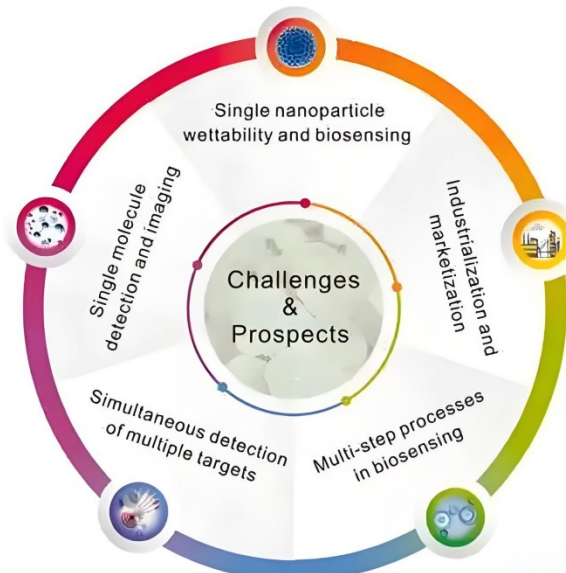 Single nanoparticle
wettability and biosensing
Industrialization and
marketization
Multi-step processes
in biosensing
Simultaneous detection
of multiple targets
Single molecule
detection and imaging
Challenges
&
Prospects